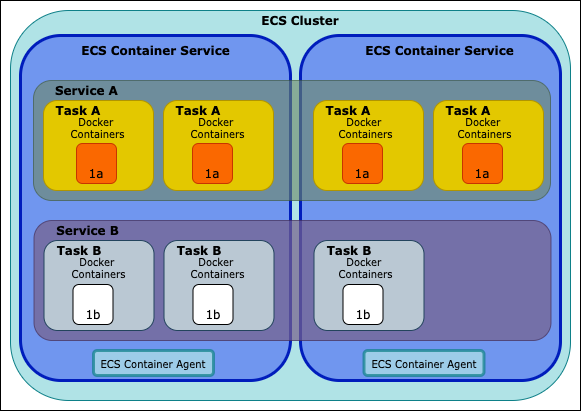 ECS Cluster
ECS Container Service
ECS Container Service
Service A
Task A
Docker
Containers
1a
Task A
Docker
Containers
1a
Task A
Docker
Containers
1a
Task A
Docker
Containers
1a
Service B
Task B
Docker
Containers
1b
Task B
Docker
Containers
1b
Task B
Docker
Containers
1b
ECS Container Agent
ECS Container Agent